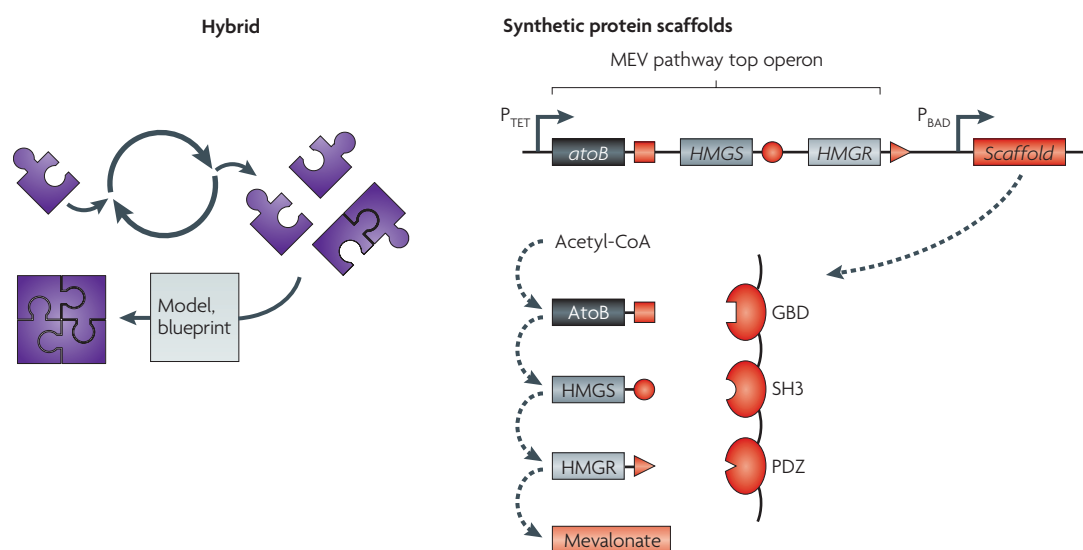 Hybrid
Model,
blueprint
Synthetic protein scaffolds
MEV pathway top operon
PTET
PBAD
atoB
HMGS
HMGR
Scaffold
Acetyl-CoA
AtoB
GBD
HMGS
SH3
HMGR
PDZ
Mevalonate